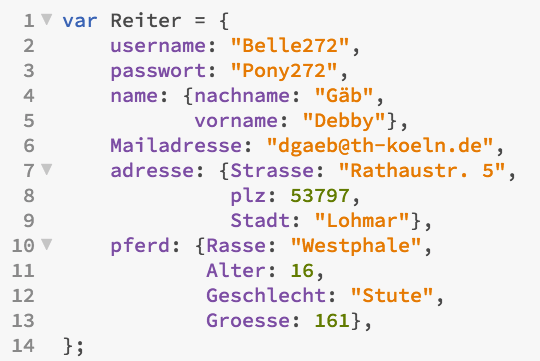 1 var Reiter = {
2 username: "Belle272",
3 passwort: "Pony272",
4 name: {nachname: "Gäb",
5 vorname: "Debby"},
6 Mailadresse: "dgaeb@th-koeln.de",
7 adresse: {Strasse: "Rathaustr. 5",
8 plz: 53797,
9 Stadt: "Lohmar"},
10 pferd: {Rasse: "Westphale",
11 Alter: 16,
12 Geschlecht: "Stute",
13 Groesse: 161},
14 };